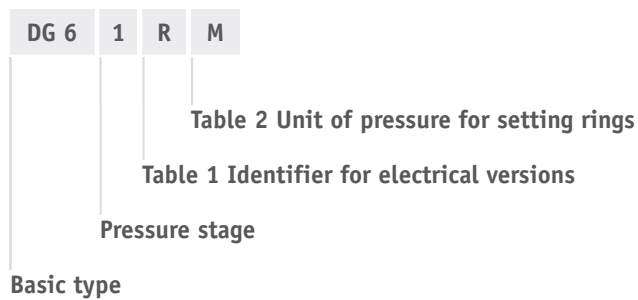 DG 6 1 R M
Table 2 Unit of pressure for setting rings
Table 1 Identifier for electrical versions
Pressure stage
Basic type